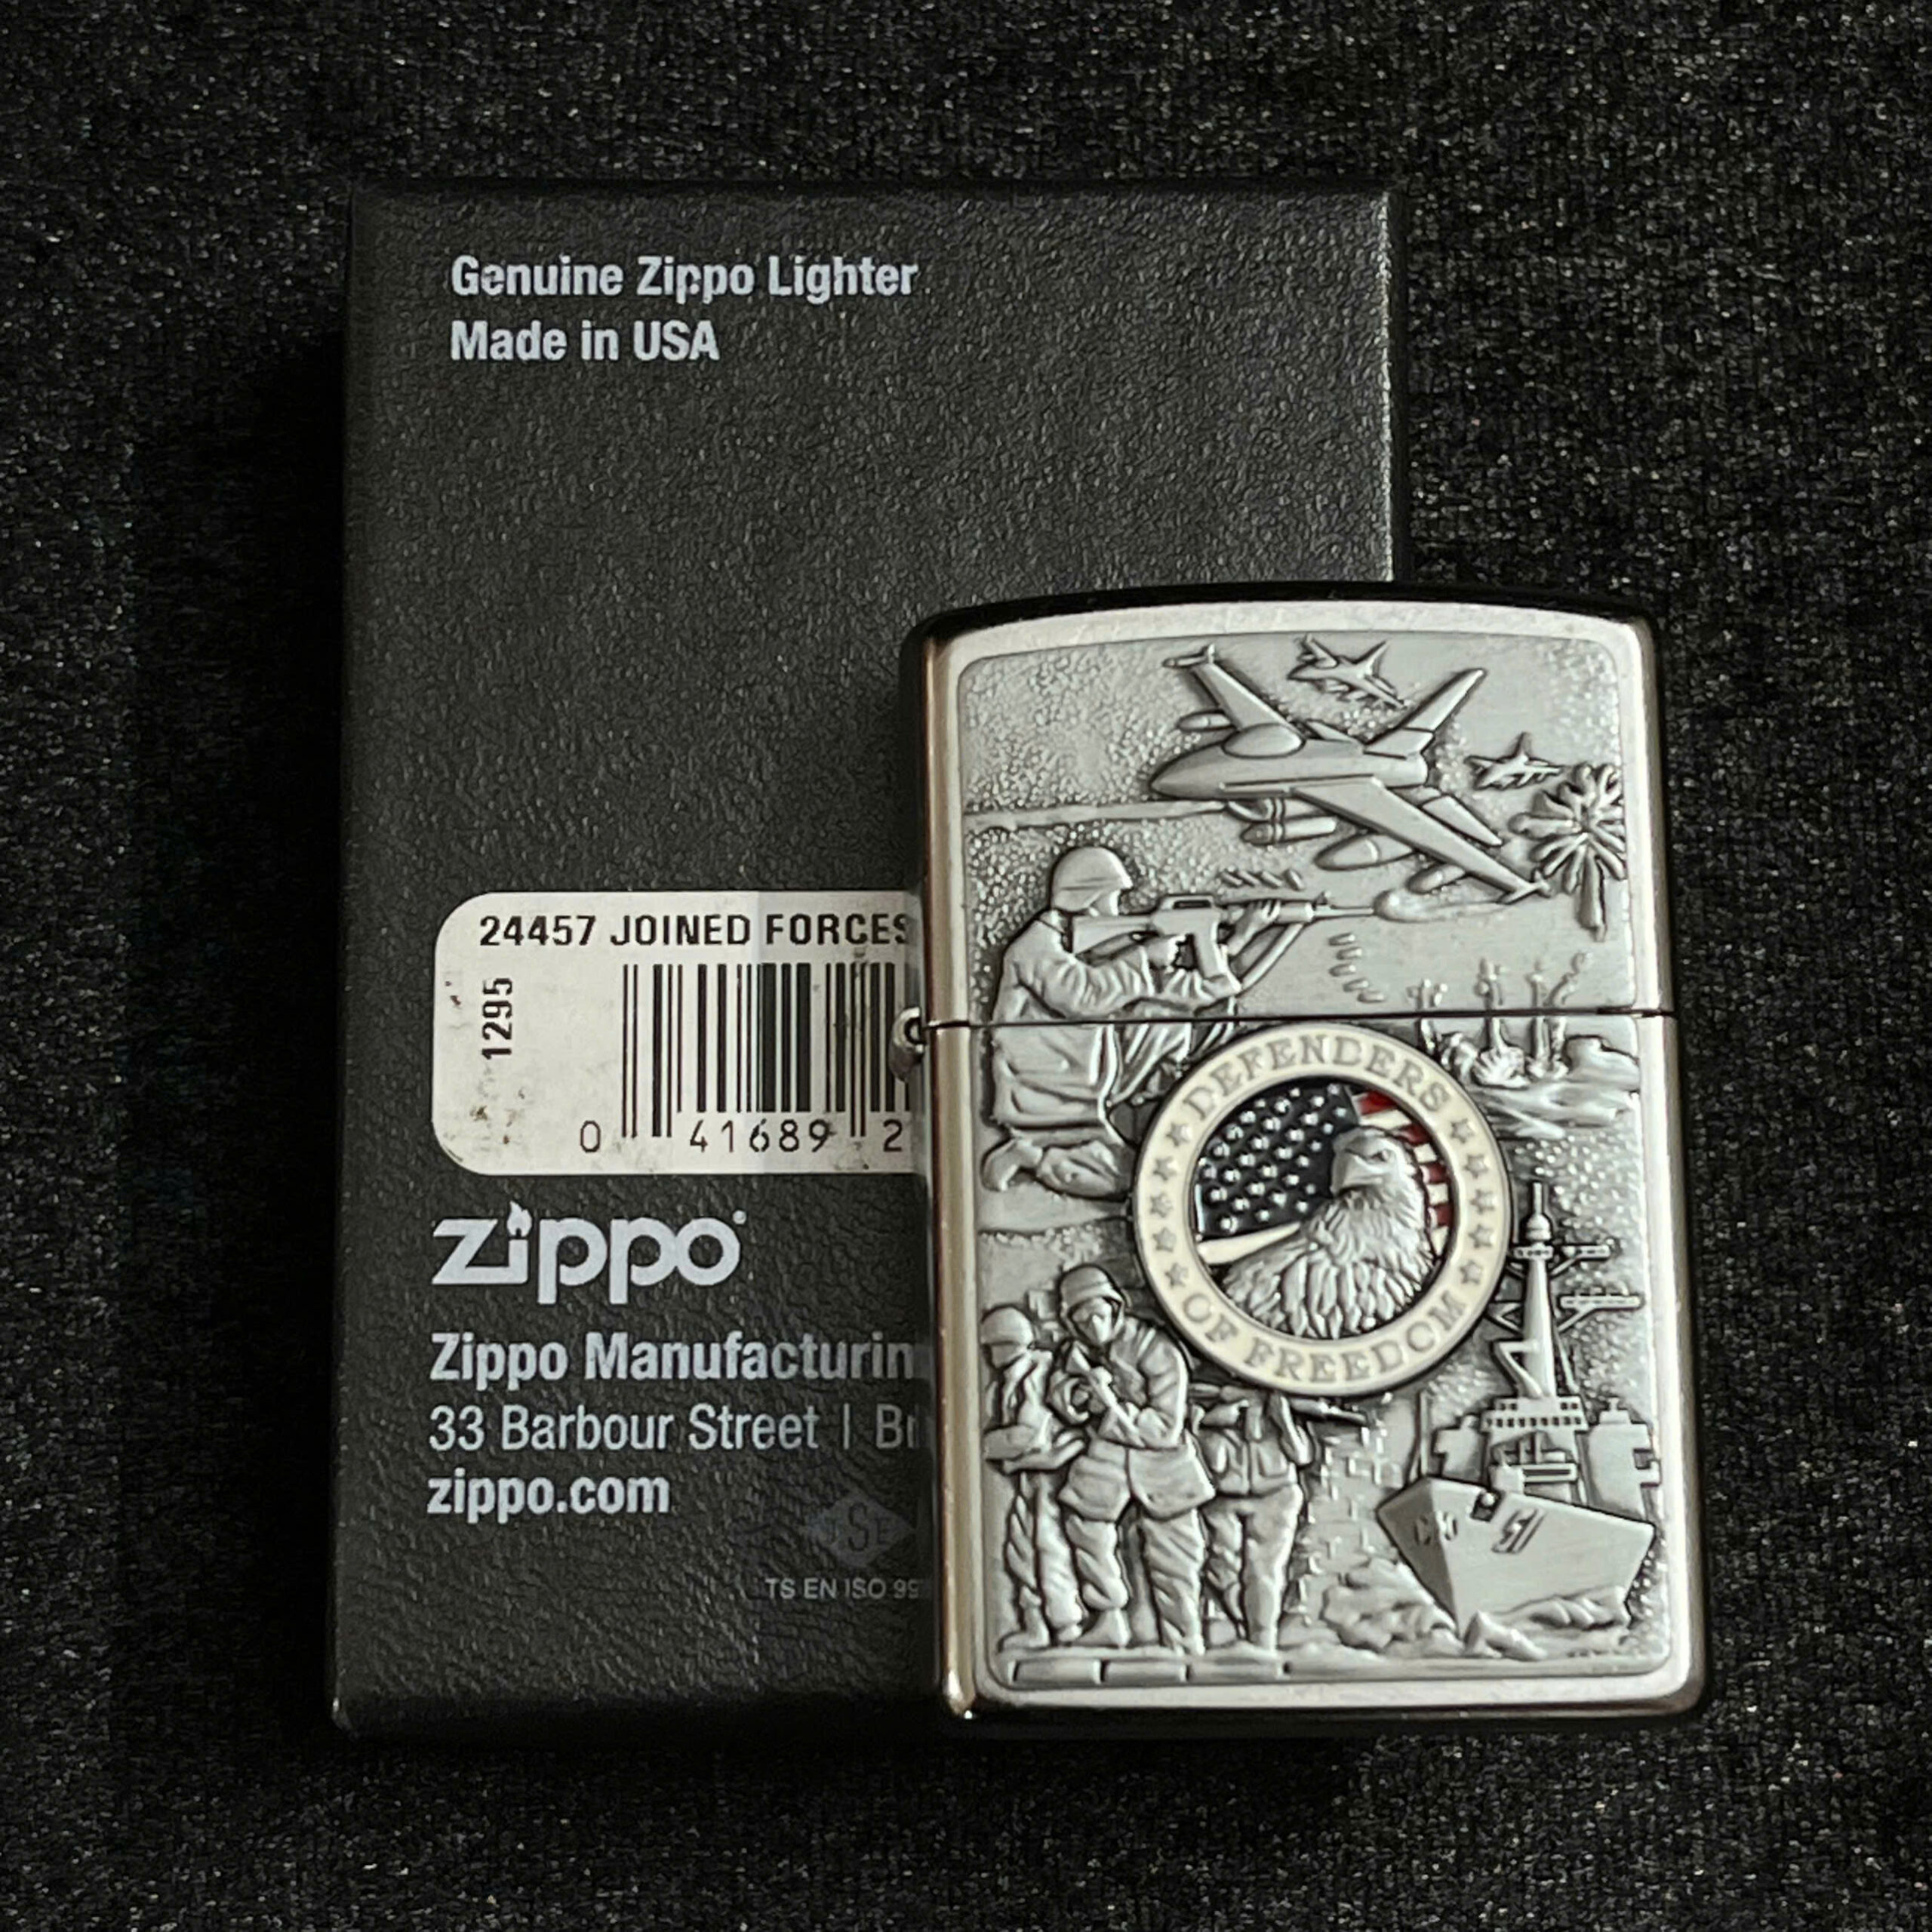 Genuine Zippo Lighter
Made in USA
24457 JOINED FORCES
1295
0 41689 2
zippo
Zippo Manufacturin
33 Barbour Street | Br
zippo.com
TSE
TS EN ISO 99
DEFENDERS
OF FREEDOM